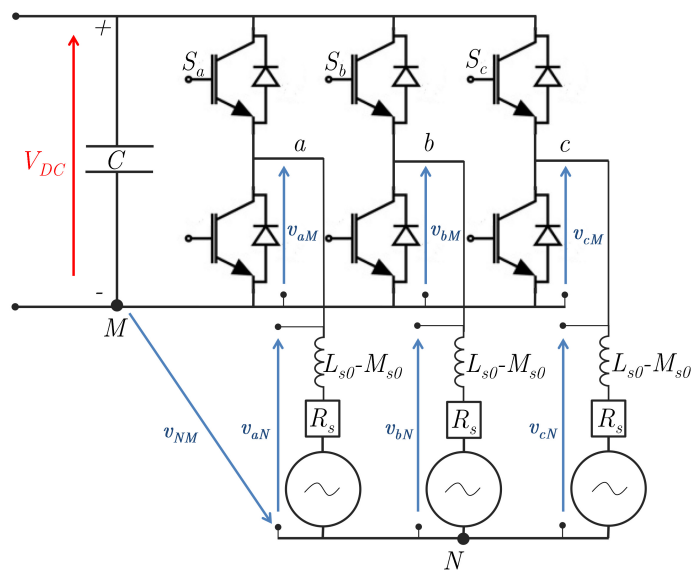 +
S_a
S_b
S_c
V_DC
C
a
b
c
v_aM
v_bM
v_cM
-
M
L_s0-M_s0
L_s0-M_s0
L_s0-M_s0
v_NM
v_aN
R_s
v_bN
R_s
v_cN
R_s
N